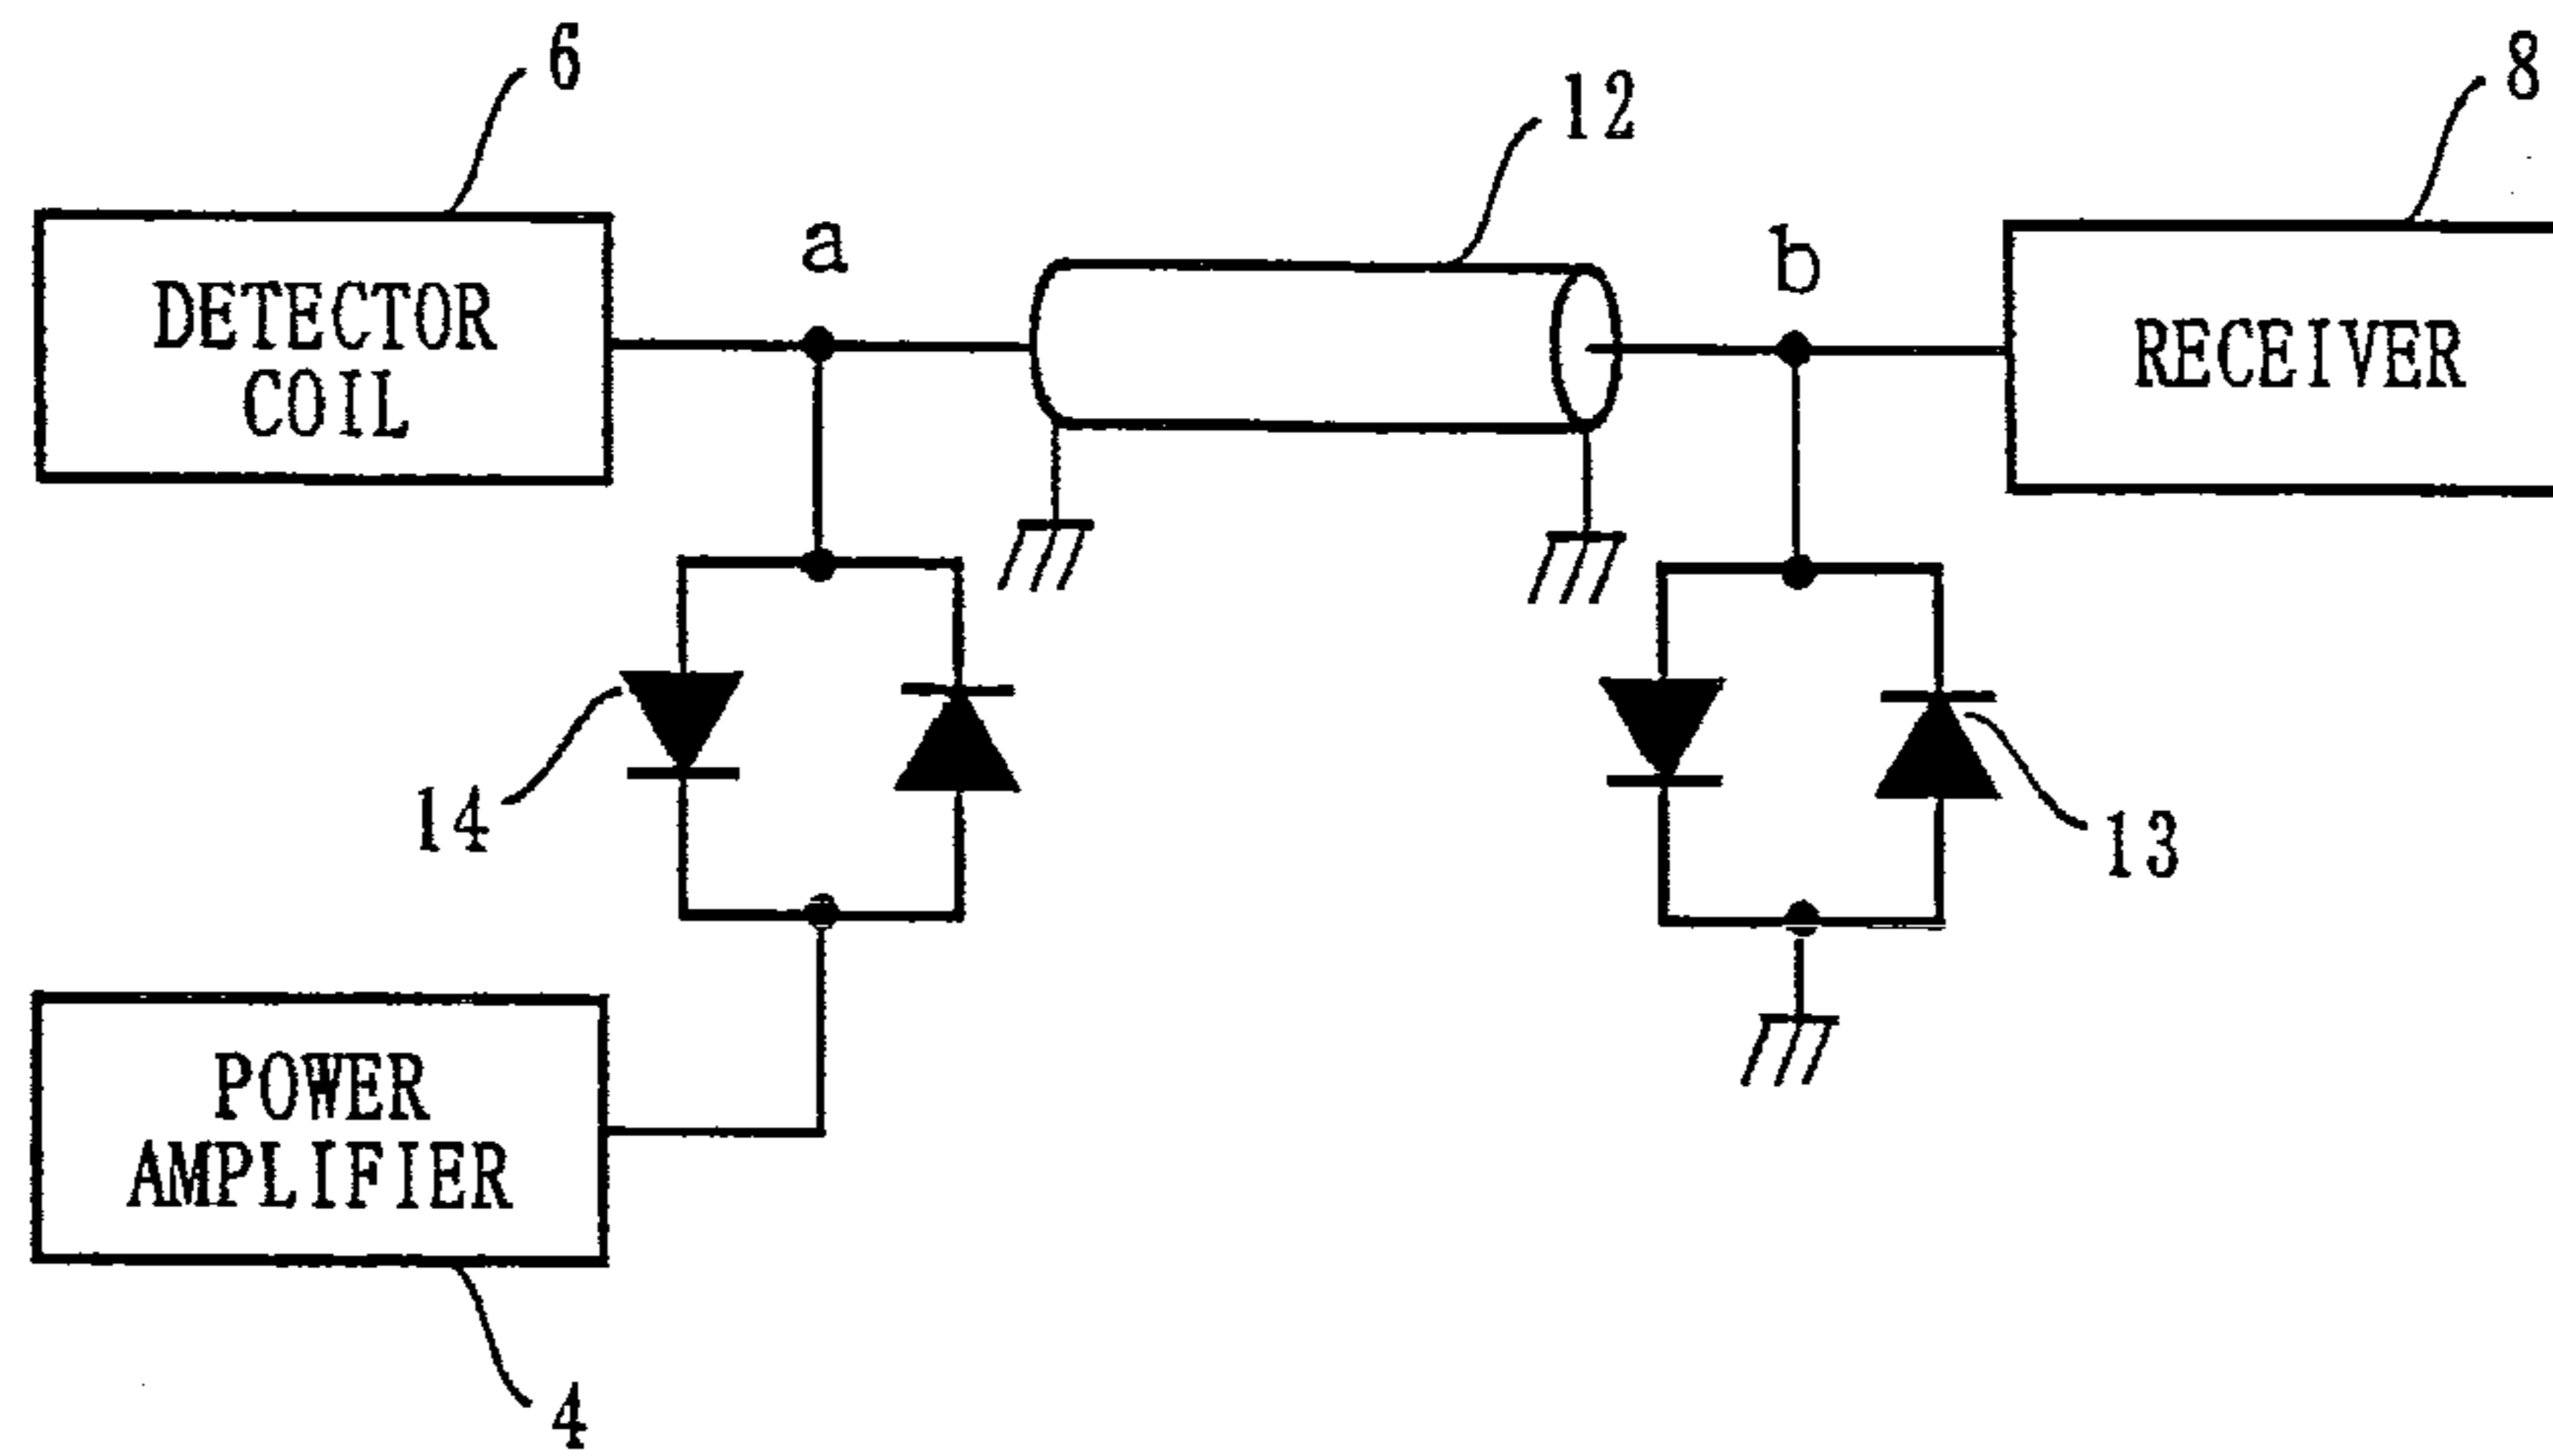 6
12
8
a
b
DETECTOR
COIL
RECEIVER
14
13
POWER
AMPLIFIER
4